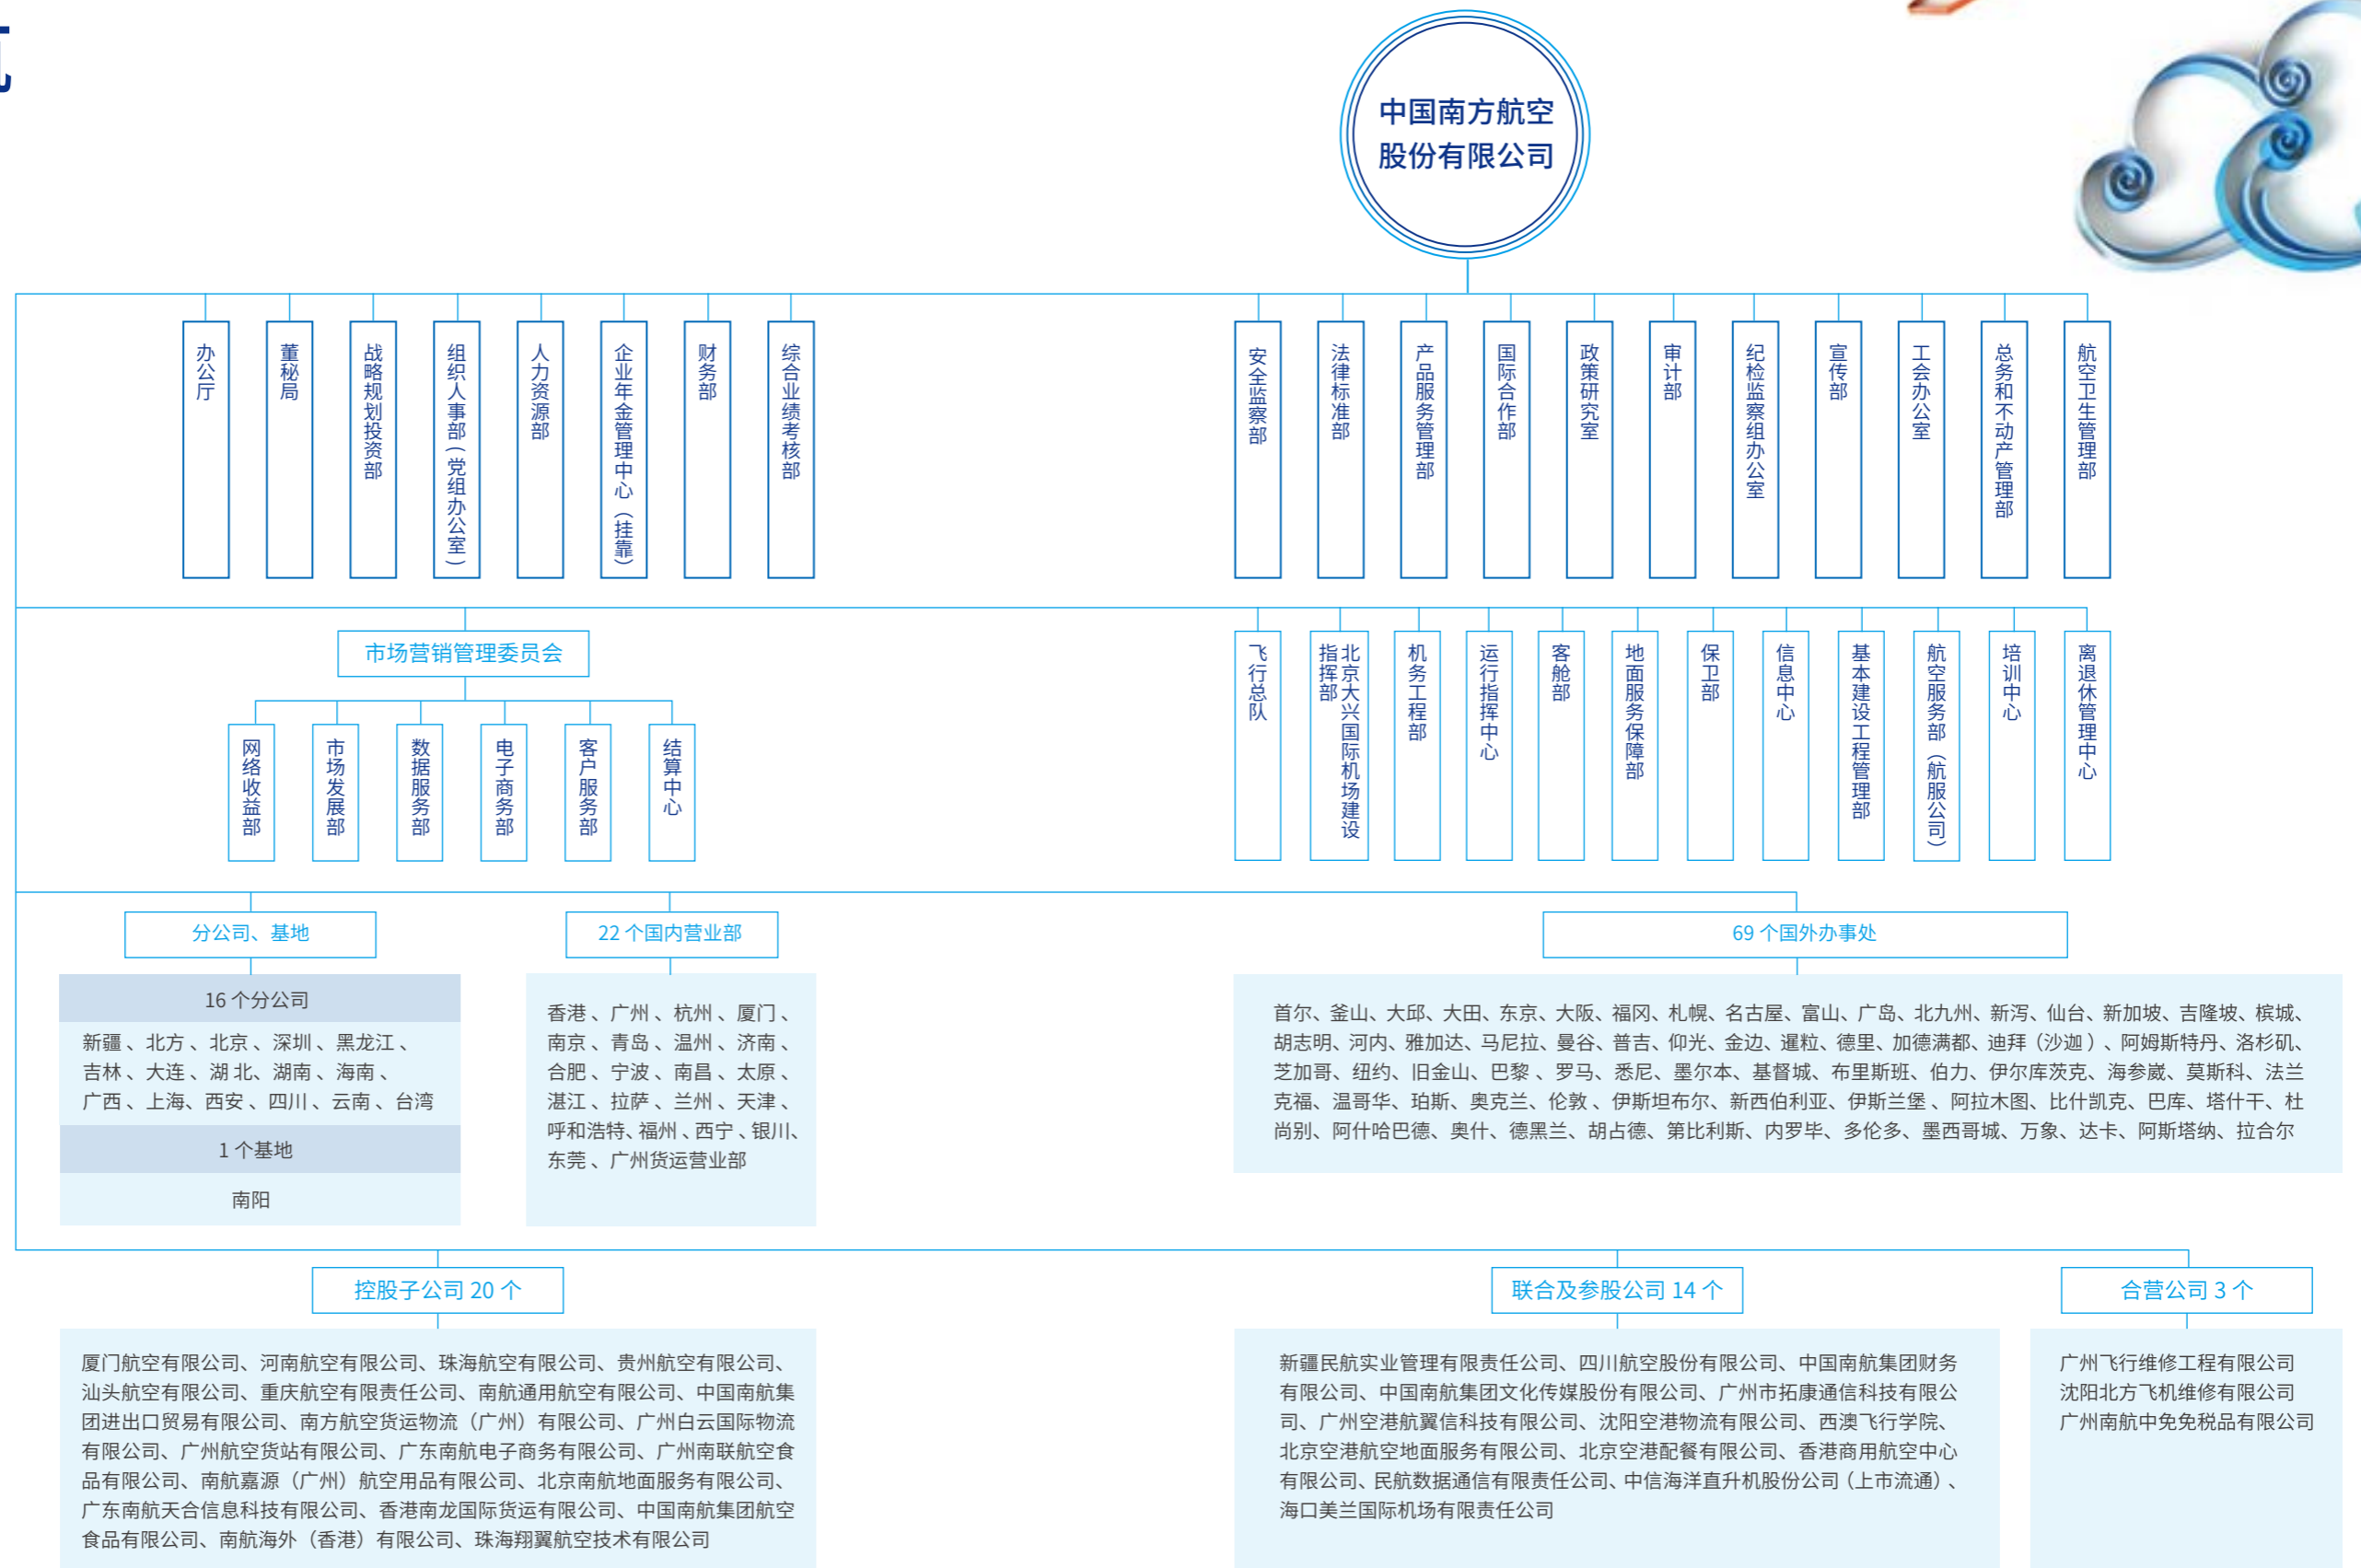 中国南方航空
股份有限公司
办公厅
董秘局
战略规划投资部
组织人事部（党组办公室）
人力资源部
企业年金管理中心（挂靠）
财务部
综合业绩考核部
安全监察部
法律标准部
产品服务管理部
国际合作部
政策研究室
审计部
纪检监察组办公室
宣传部
工会办公室
总务和不动产管理部
航空卫生管理部
市场营销管理委员会
网络收益部
市场发展部
数据服务部
电子商务部
客户服务部
结算中心
飞行总队
北京大兴国际机场建设
指挥部
机务工程部
运行指挥中心
客舱部
地面服务保障部
保卫部
信息中心
基本建设工程管理部
航空服务部（航服公司）
培训中心
离退休管理中心
分公司、基地
16 个分公司
新疆、北方、北京、深圳、黑龙江、
吉林、大连、湖北、湖南、海南、
广西、上海、西安、四川、云南、台湾
1 个基地
南阳
22 个国内营业部
香港、广州、杭州、厦门、
南京、青岛、温州、济南、
合肥、宁波、南昌、太原、
湛江、拉萨、兰州、天津、
呼和浩特、福州、西宁、银川、
东莞、广州货运营业部
69 个国外办事处
首尔、釜山、大邱、大田、东京、大阪、福冈、札幌、名古屋、富山、广岛、北九州、新泻、仙台、新加坡、吉隆坡、槟城、
胡志明、河内、雅加达、马尼拉、曼谷、普吉、仰光、金边、暹粒、德里、加德满都、迪拜（沙迦）、阿姆斯特丹、洛杉矶、
芝加哥、纽约、旧金山、巴黎、罗马、悉尼、墨尔本、基督城、布里斯班、伯力、伊尔库茨克、海参崴、莫斯科、法兰
克福、温哥华、珀斯、奥克兰、伦敦、伊斯坦布尔、新西伯利亚、伊斯兰堡、阿拉木图、比什凯克、巴库、塔什干、杜
尚别、阿什哈巴德、奥什、德黑兰、胡占德、第比利斯、内罗毕、多伦多、墨西哥城、万象、达卡、阿斯塔纳、拉合尔
控股子公司 20 个
厦门航空有限公司、河南航空有限公司、珠海航空有限公司、贵州航空有限公司、
汕头航空有限公司、重庆航空有限责任公司、南航通用航空有限公司、中国南航集
团进出口贸易有限公司、南方航空货运物流（广州）有限公司、广州白云国际物流
有限公司、广州航空货站有限公司、广东南航电子商务有限公司、广州南联航空食
品有限公司、南航嘉源（广州）航空用品有限公司、北京南航地面服务有限公司、
广东南航天合信息科技有限公司、香港南龙国际货运有限公司、中国南航集团航空
食品有限公司、南航海外（香港）有限公司、珠海翔翼航空技术有限公司
联合及参股公司 14 个
新疆民航实业管理有限责任公司、四川航空股份有限公司、中国南航集团财务
有限公司、中国南航集团文化传媒股份有限公司、广州市拓康通信科技有限公
司、广州空港航翼信科技有限公司、沈阳空港物流有限公司、西澳飞行学院、
北京空港航空地面服务有限公司、北京空港配餐有限公司、香港商用航空中心
有限公司、民航数据通信有限责任公司、中信海洋直升机股份公司（上市流通）、
海口美兰国际机场有限责任公司
合营公司 3 个
广州飞行维修工程有限公司
沈阳北方飞机维修有限公司
广州南航中免免税品有限公司